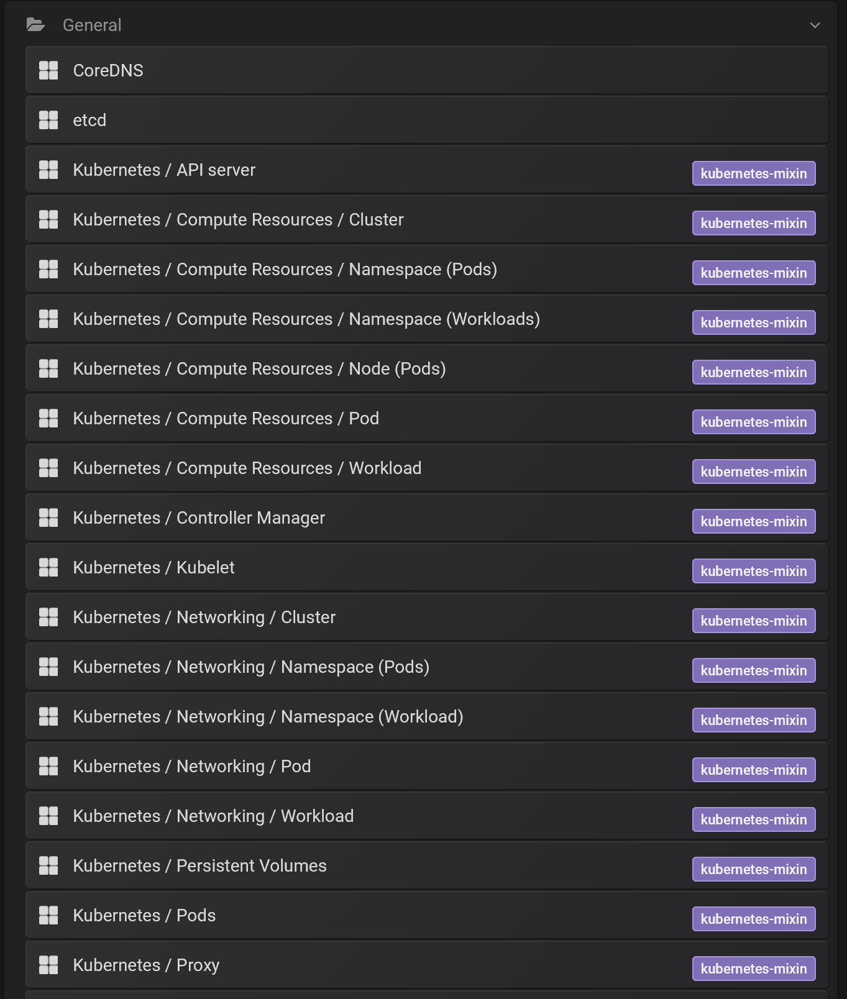 General
CoreDNS
etcd
Kubernetes / API server kubernetes-mixin
Kubernetes / Compute Resources / Cluster kubernetes-mixin
Kubernetes / Compute Resources / Namespace (Pods) kubernetes-mixin
Kubernetes / Compute Resources / Namespace (Workloads) kubernetes-mixin
Kubernetes / Compute Resources / Node (Pods) kubernetes-mixin
Kubernetes / Compute Resources / Pod kubernetes-mixin
Kubernetes / Compute Resources / Workload kubernetes-mixin
Kubernetes / Controller Manager kubernetes-mixin
Kubernetes / Kubelet kubernetes-mixin
Kubernetes / Networking / Cluster kubernetes-mixin
Kubernetes / Networking / Namespace (Pods) kubernetes-mixin
Kubernetes / Networking / Namespace (Workload) kubernetes-mixin
Kubernetes / Networking / Pod kubernetes-mixin
Kubernetes / Networking / Workload kubernetes-mixin
Kubernetes / Persistent Volumes kubernetes-mixin
Kubernetes / Pods kubernetes-mixin
Kubernetes / Proxy kubernetes-mixin